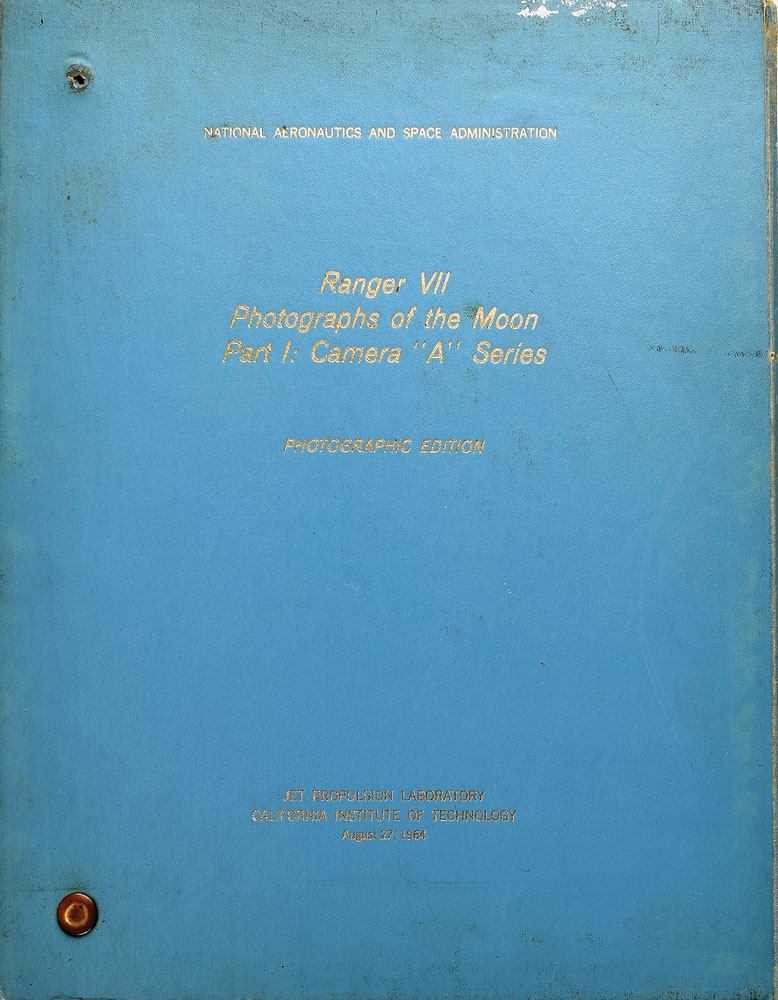 NATIONAL AERONAUTICS AND SPACE ADMINISTRATION
Ranger VII
Photographs of the Moon
Part I: Camera "A" Series
PHOTOGRAPHIC EDITION
JET PROPULSION LABORATORY
CALIFORNIA INSTITUTE OF TECHNOLOGY
August 27, 1964